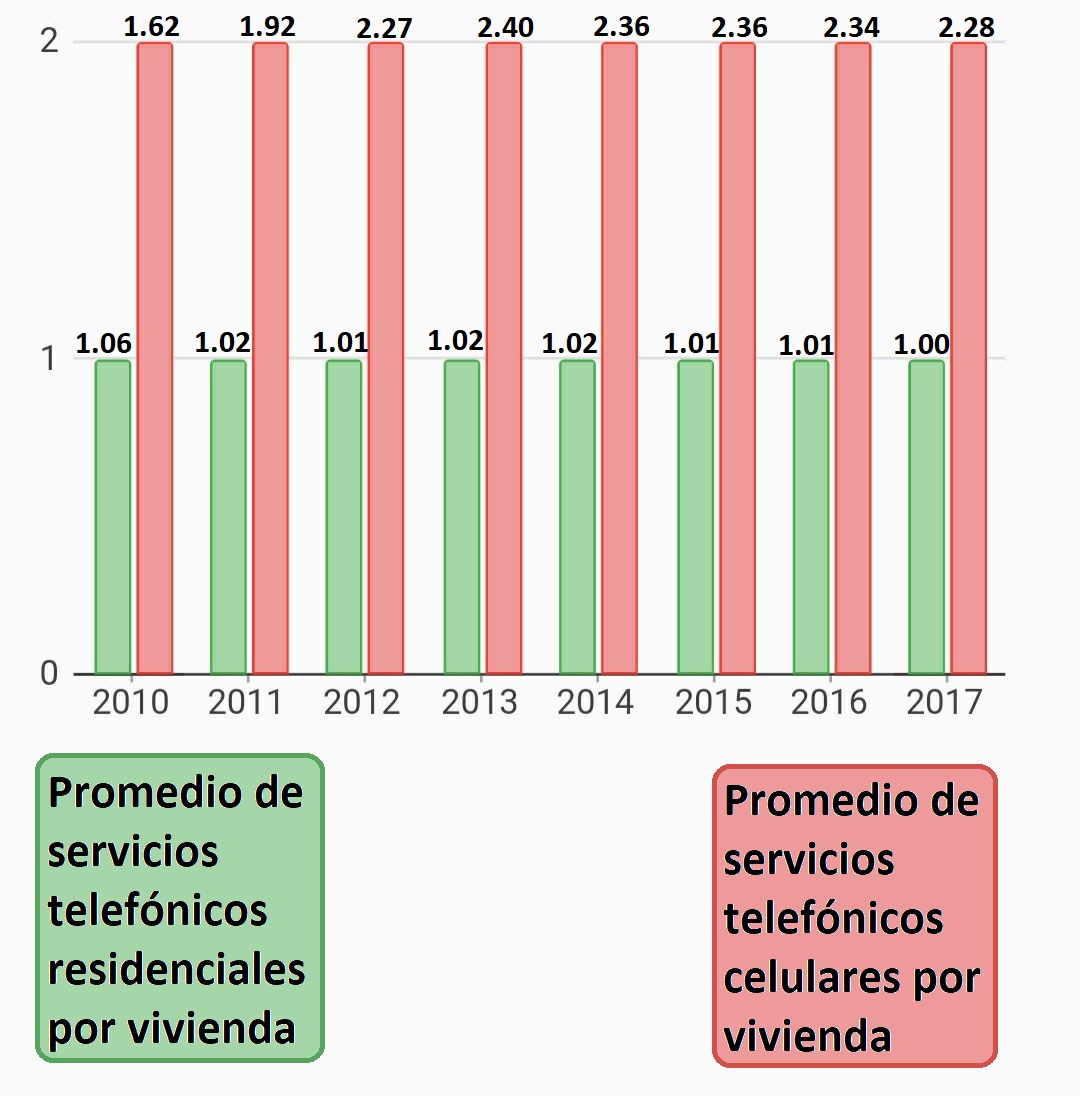 2
1.62 1.92 2.27 2.40 2.36 2.36 2.34 2.28
1
1.06 1.02 1.01 1.02 1.02 1.01 1.01 1.00
0
2010 2011 2012 2013 2014 2015 2016 2017
Promedio de
servicios
telefónicos
residenciales
por vivienda
Promedio de
servicios
telefónicos
celulares por
vivienda